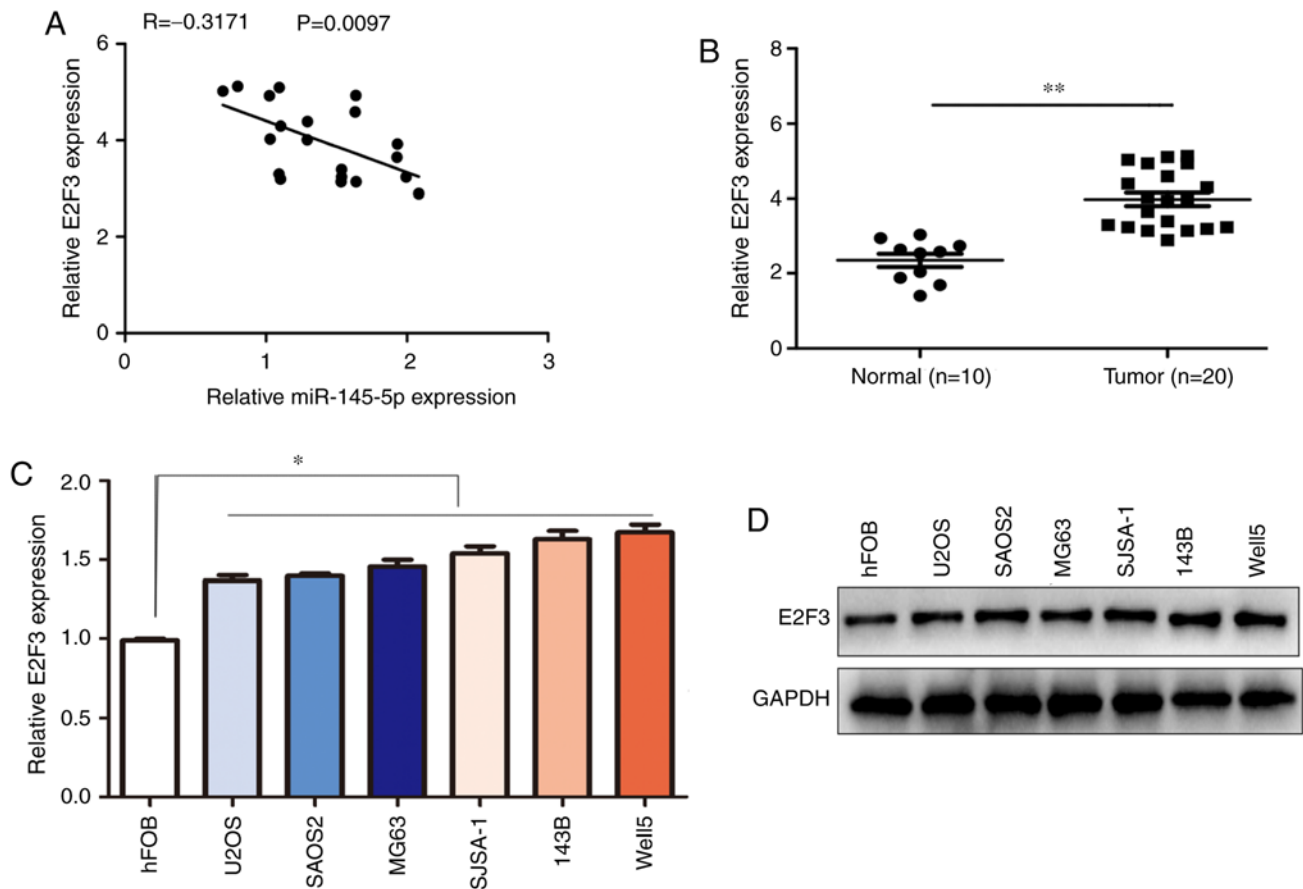 A
R=−0.3171 P=0.0097
Relative E2F3 expression
6
4
2
0
0 1 2 3
Relative miR-145-5p expression
B
Relative E2F3 expression
8
6
4
2
0
**
Normal (n=10) Tumor (n=20)
C
Relative E2F3 expression
2.0
1.5
1.0
0.5
0.0
*
hFOB U2OS SAOS2 MG63 SJSA-1 143B Well5
D
hFOB U2OS SAOS2 MG63 SJSA-1 143B Well5
E2F3
GAPDH